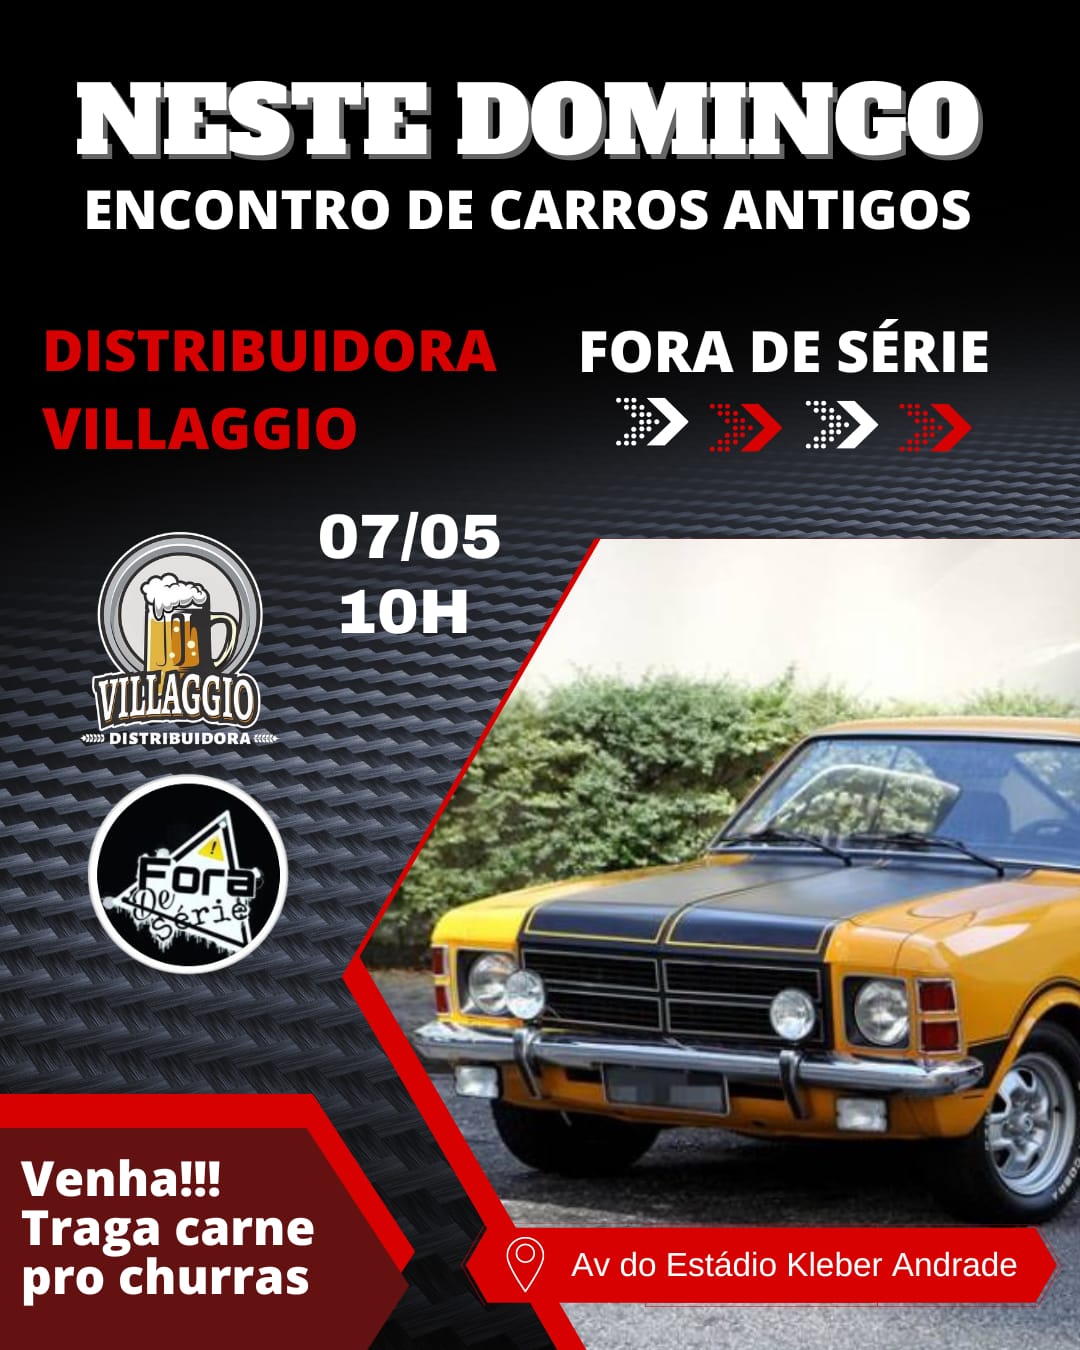 NESTE DOMINGO
ENCONTRO DE CARROS ANTIGOS
DISTRIBUIDORA
VILLAGGIO
FORA DE SÉRIE
07/05
10H
VILLAGGIO
DISTRIBUIDORA
!
Fora
De
Série
Venha!!!
Traga carne
pro churras
COBRA
Av do Estádio Kleber Andrade